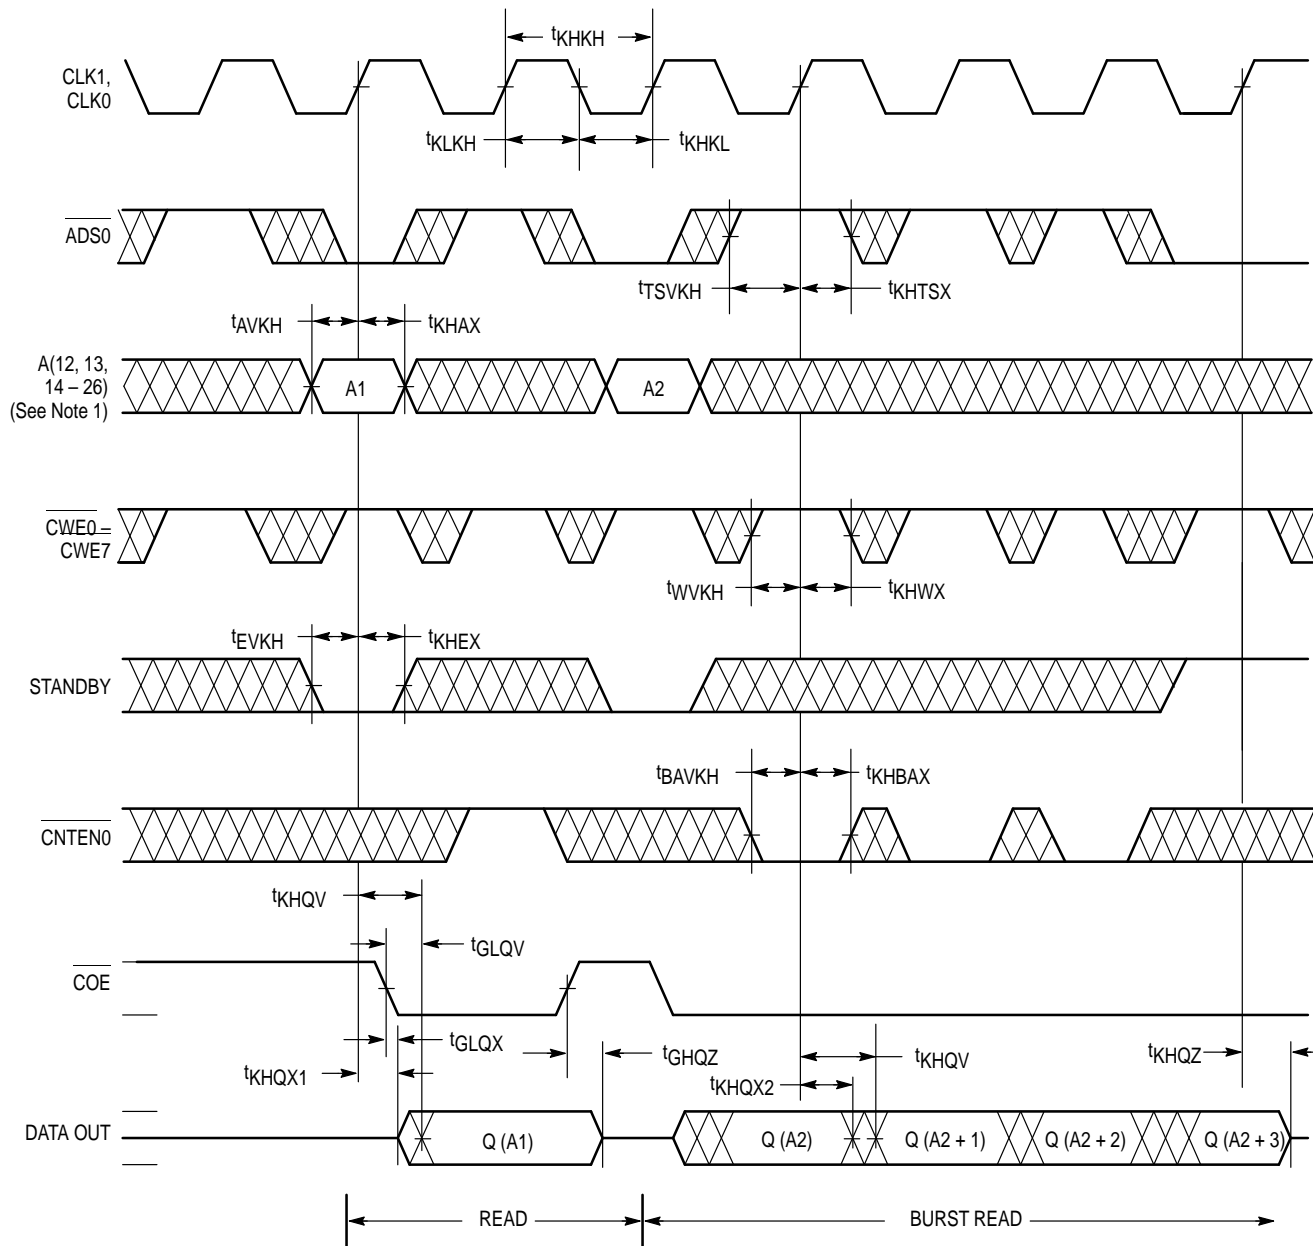 tKHKH
CLK1,
CLK0
tKLKH
tKHKL
ADS0
tTSVKH
tKHTSX
tAVKH
tKHAX
A(12, 13,
14 – 26)
(See Note 1)
A1
A2
CWE0 –
CWE7
tWVKH
tKHWX
tEVKH
tKHEX
STANDBY
tBAVKH
tKHBAX
CNTEN0
tKHQV
tGLQV
COE
tGLQX
tGHQZ
tKHQV
tKHQZ
tKHQX1
tKHQX2
DATA OUT
Q (A1)
Q (A2)
Q (A2 + 1)
Q (A2 + 2)
Q (A2 + 3)
READ
BURST READ